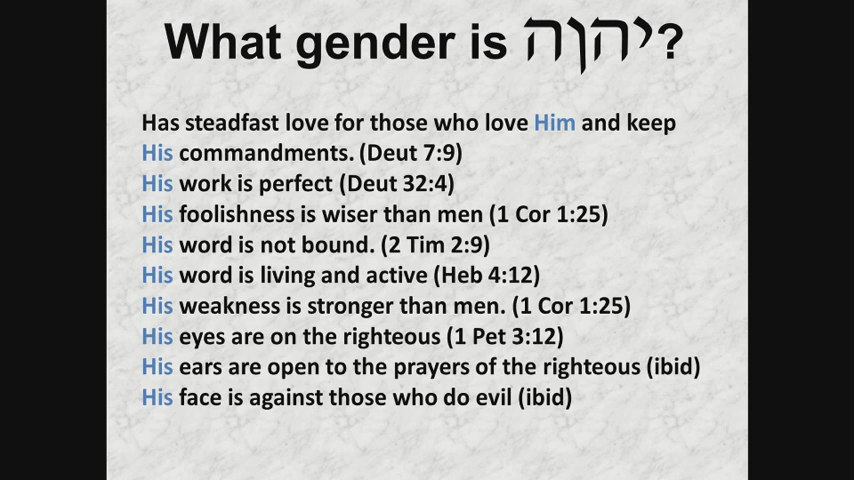 What gender is יהוה?
Has steadfast love for those who love Him and keep
His commandments. (Deut 7:9)
His work is perfect (Deut 32:4)
His foolishness is wiser than men (1 Cor 1:25)
His word is not bound. (2 Tim 2:9)
His word is living and active (Heb 4:12)
His weakness is stronger than men. (1 Cor 1:25)
His eyes are on the righteous (1 Pet 3:12)
His ears are open to the prayers of the righteous (ibid)
His face is against those who do evil (ibid)